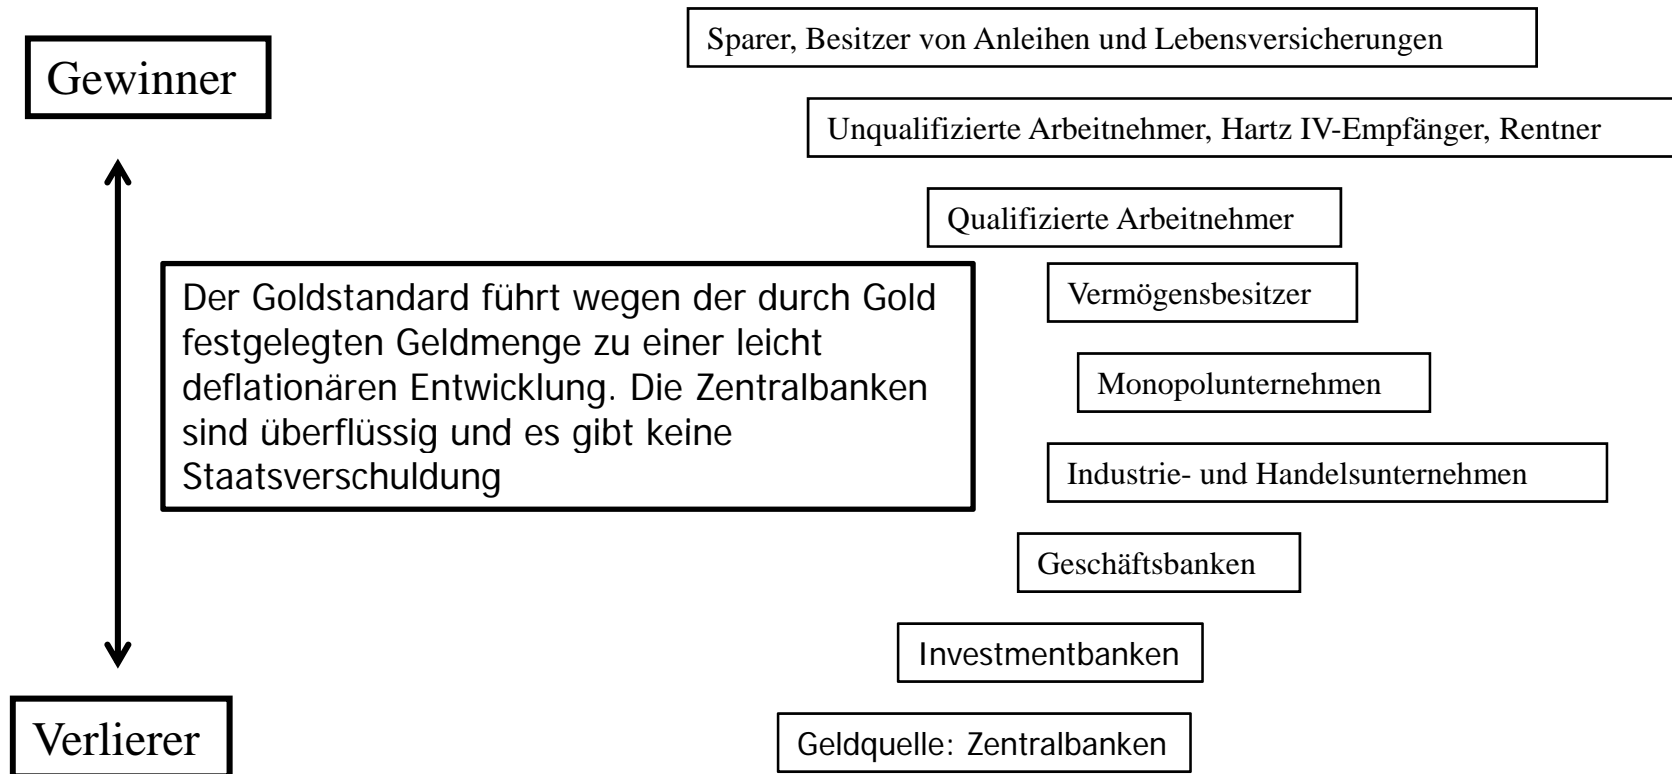 Gewinner
Sparer, Besitzer von Anleihen und Lebensversicherungen
Unqualifizierte Arbeitnehmer, Hartz IV-Empfänger, Rentner
Qualifizierte Arbeitnehmer
Der Goldstandard führt wegen der durch Gold
festgelegten Geldmenge zu einer leicht
deflationären Entwicklung. Die Zentralbanken
sind überflüssig und es gibt keine
Staatsverschuldung
Vermögensbesitzer
Monopolunternehmen
Industrie- und Handelsunternehmen
Geschäftsbanken
Investmentbanken
Verlierer
Geldquelle: Zentralbanken